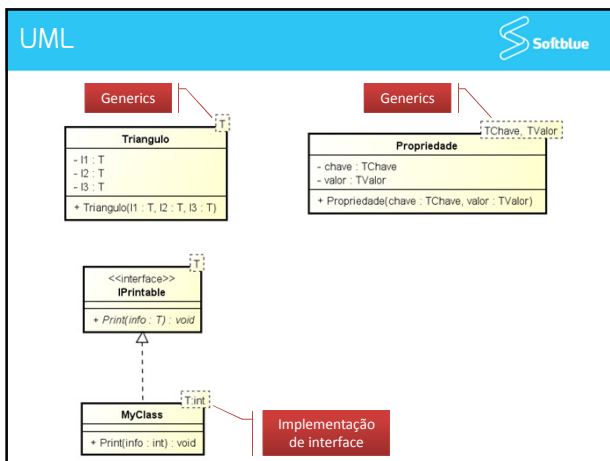 UML
Softblue
Generics
T
Triangulo
- l1 : T
- l2 : T
- l3 : T
+ Triangulo(l1 : T, l2 : T, l3 : T)
Generics
TChave, TValor
Propriedade
- chave : TChave
- valor : TValor
+ Propriedade(chave : TChave, valor : TValor)
T
<<interface>>
IPrintable
+ Print(info : T) : void
T:int
MyClass
+ Print(info : int) : void
Implementação
de interface